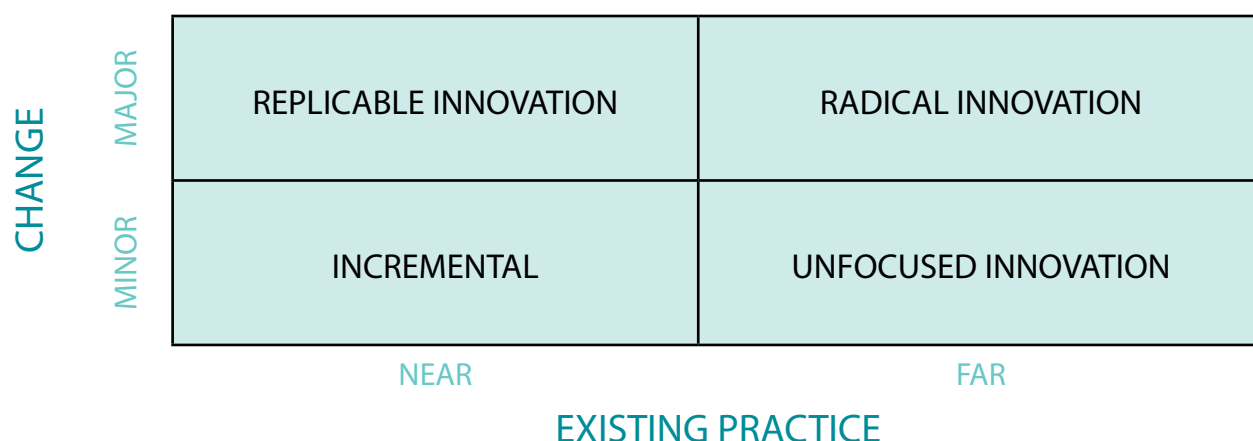 CHANGE
MAJOR
REPLICABLE INNOVATION
RADICAL INNOVATION
MINOR
INCREMENTAL
UNFOCUSED INNOVATION
NEAR
FAR
EXISTING PRACTICE